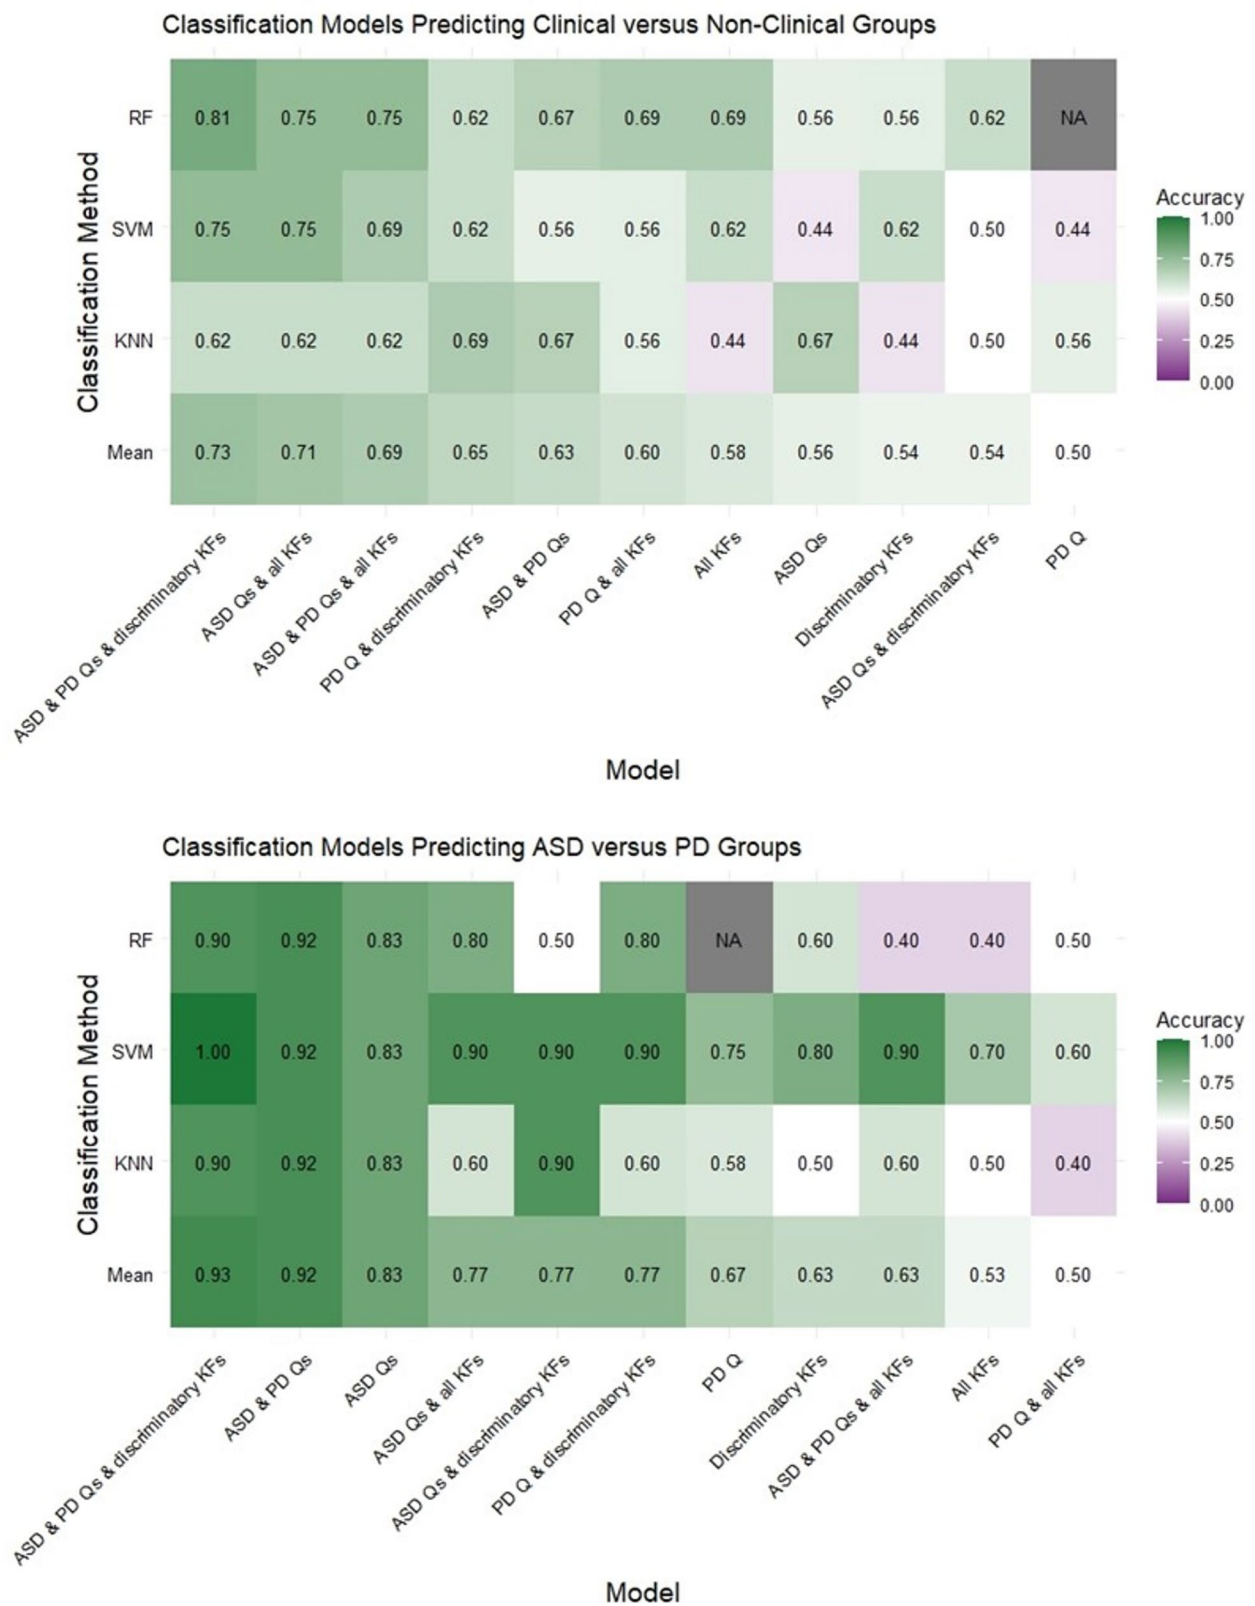 Classification Models Predicting Clinical versus Non-Clinical Groups
Classification Method
RF 0.81 0.75 0.75 0.62 0.67 0.69 0.69 0.56 0.56 0.62 NA
SVM 0.75 0.75 0.69 0.62 0.56 0.56 0.62 0.44 0.62 0.50 0.44
KNN 0.62 0.62 0.62 0.69 0.67 0.56 0.44 0.67 0.44 0.50 0.56
Mean 0.73 0.71 0.69 0.65 0.63 0.60 0.58 0.56 0.54 0.54 0.50
Accuracy
1.00
0.75
0.50
0.25
0.00
ASD & PD Qs & discriminatory KFs
ASD Qs & all KFs
ASD & PD Qs & all KFs
PD Q & discriminatory KFs
ASD & PD Qs
PD Q & all KFs
All KFs
ASD Qs
Discriminatory KFs
ASD Qs & discriminatory KFs
PD Q
Model
Classification Models Predicting ASD versus PD Groups
Classification Method
RF 0.90 0.92 0.83 0.80 0.50 0.80 NA 0.60 0.40 0.40 0.50
SVM 1.00 0.92 0.83 0.90 0.90 0.90 0.75 0.80 0.90 0.70 0.60
KNN 0.90 0.92 0.83 0.60 0.90 0.60 0.58 0.50 0.60 0.50 0.40
Mean 0.93 0.92 0.83 0.77 0.77 0.77 0.67 0.63 0.63 0.53 0.50
Accuracy
1.00
0.75
0.50
0.25
0.00
ASD & PD Qs & discriminatory KFs
ASD & PD Qs
ASD Qs
ASD Qs & all KFs
ASD Qs & discriminatory KFs
PD Q & discriminatory KFs
PD Q
Discriminatory KFs
ASD & PD Qs & all KFs
All KFs
PD Q & all KFs
Model